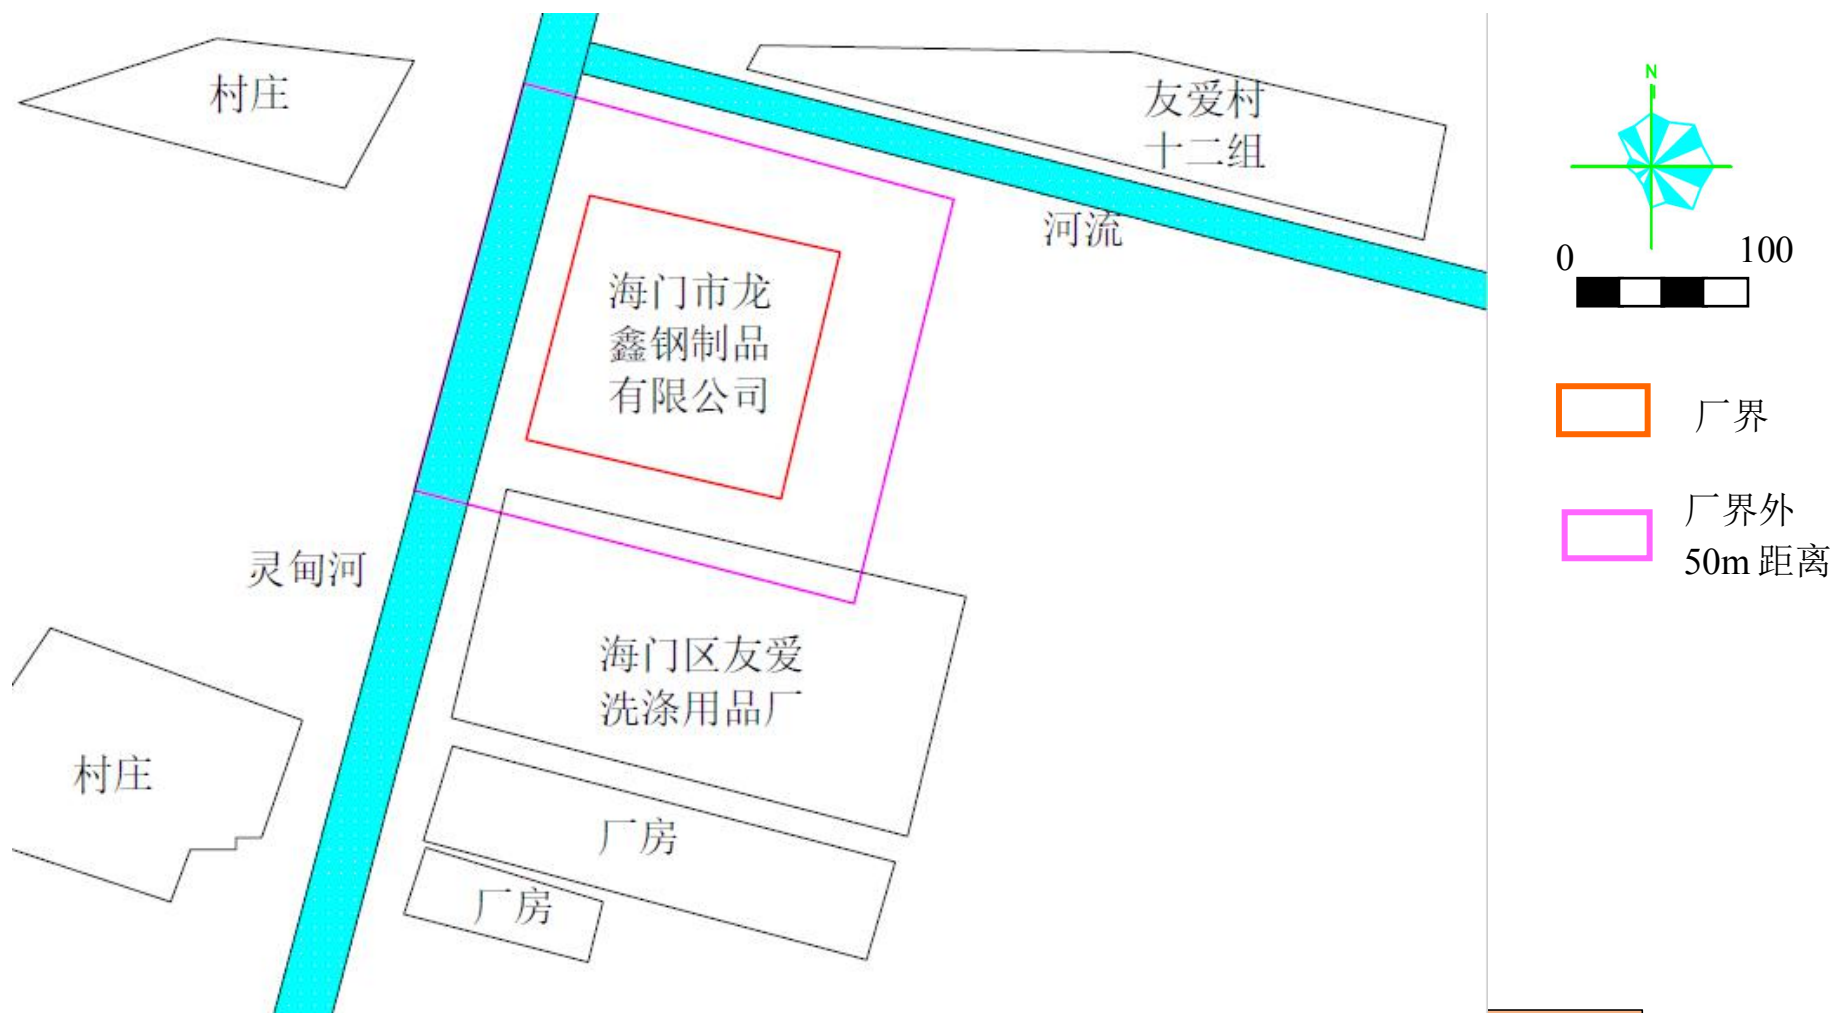 村庄
友爱村
十二组
河流
海门市龙
鑫钢制品
有限公司
灵甸河
海门区友爱
洗涤用品厂
村庄
厂房
厂房
N
0
100
厂界
厂界外
50m 距离